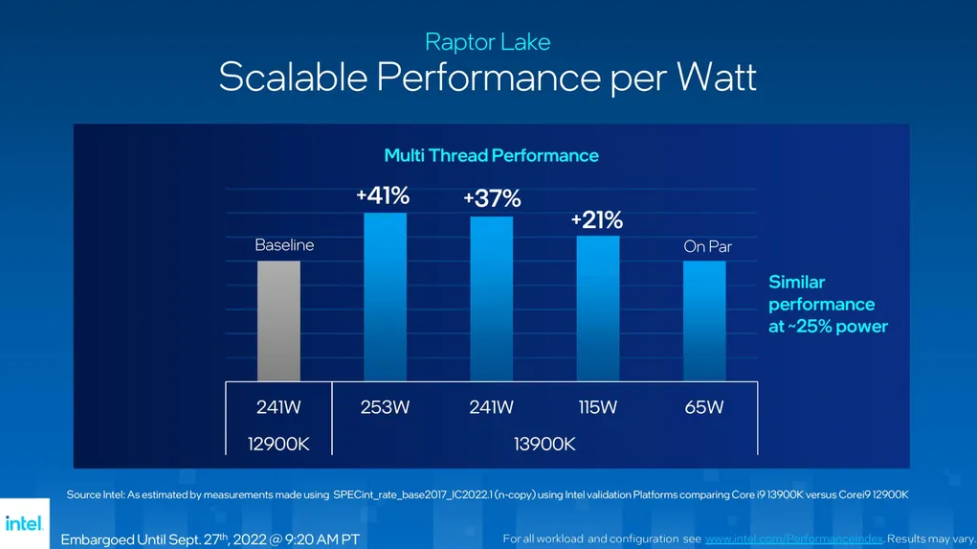 Raptor Lake
Scalable Performance per Watt
Multi Thread Performance
+41%
+37%
+21%
Baseline
On Par
Similar
performance
at ~25% power
241W
253W
241W
115W
65W
12900K
13900K
Source Intel: As estimated by measurements made using SPECint_rate_base2017_IC2022.1 (n-copy) using Intel validation Platforms comparing Core i9 13900K versus Corei9 12900K
intel.
Embargoed Until Sept. 27th, 2022 @ 9:20 AM PT
For all workload and configuration see www.intel.com/PerformanceIndex. Results may vary.